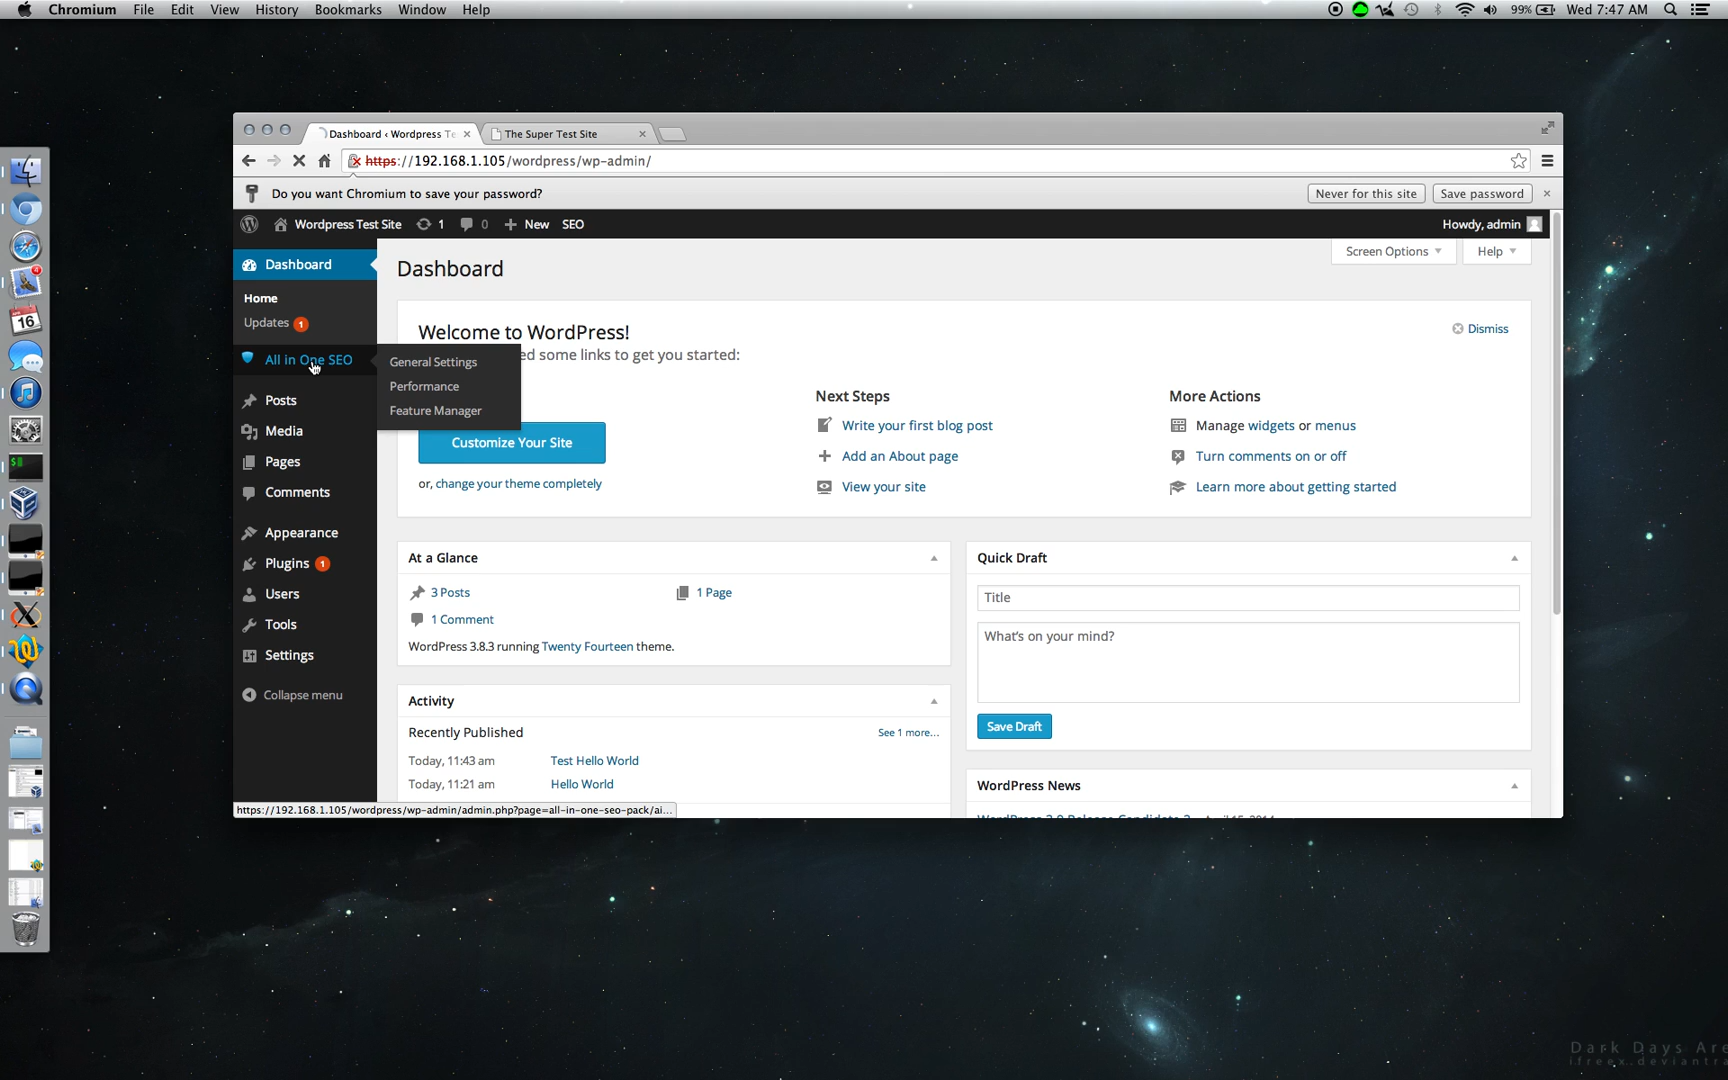 Chromium File Edit View History Bookmarks Window Help 99% Wed 7:47 AM
Dashboard ‹ Wordpress Te The Super Test Site
https://192.168.1.105/wordpress/wp-admin/
Do you want Chromium to save your password? Never for this site Save password
Wordpress Test Site 1 0 New SEO Howdy, admin
Dashboard
Home
Updates 1
All in One SEO
Posts
Media
Pages
Comments
Appearance
Plugins 1
Users
Tools
Settings
Collapse menu
General Settings
Performance
Feature Manager
Screen Options Help
Dashboard
Welcome to WordPress! Dismiss
ed some links to get you started:
Customize Your Site
or, change your theme completely
Next Steps
Write your first blog post
Add an About page
View your site
More Actions
Manage widgets or menus
Turn comments on or off
Learn more about getting started
At a Glance
3 Posts 1 Page
1 Comment
WordPress 3.8.3 running Twenty Fourteen theme.
Activity
Recently Published See 1 more...
Today, 11:43 am Test Hello World
Today, 11:21 am Hello World
Quick Draft
Title
What's on your mind?
Save Draft
WordPress News
https://192.168.1.105/wordpress/wp-admin/admin.php?page=all-in-one-seo-pack/ai...
4
16
Dark Days Are
ifreex.deviantra